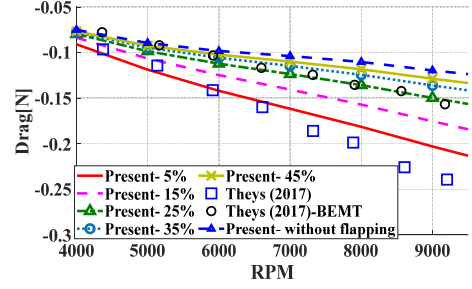 -0.05
-0.1
-0.15
-0.2
-0.25
-0.3
Drag[N]
Present- 5%
Present- 15%
Present- 25%
Present- 35%
Present- 45%
Theys (2017)
Theys (2017)-BEMT
Present- without flapping
4000 5000 6000 7000 8000 9000
RPM